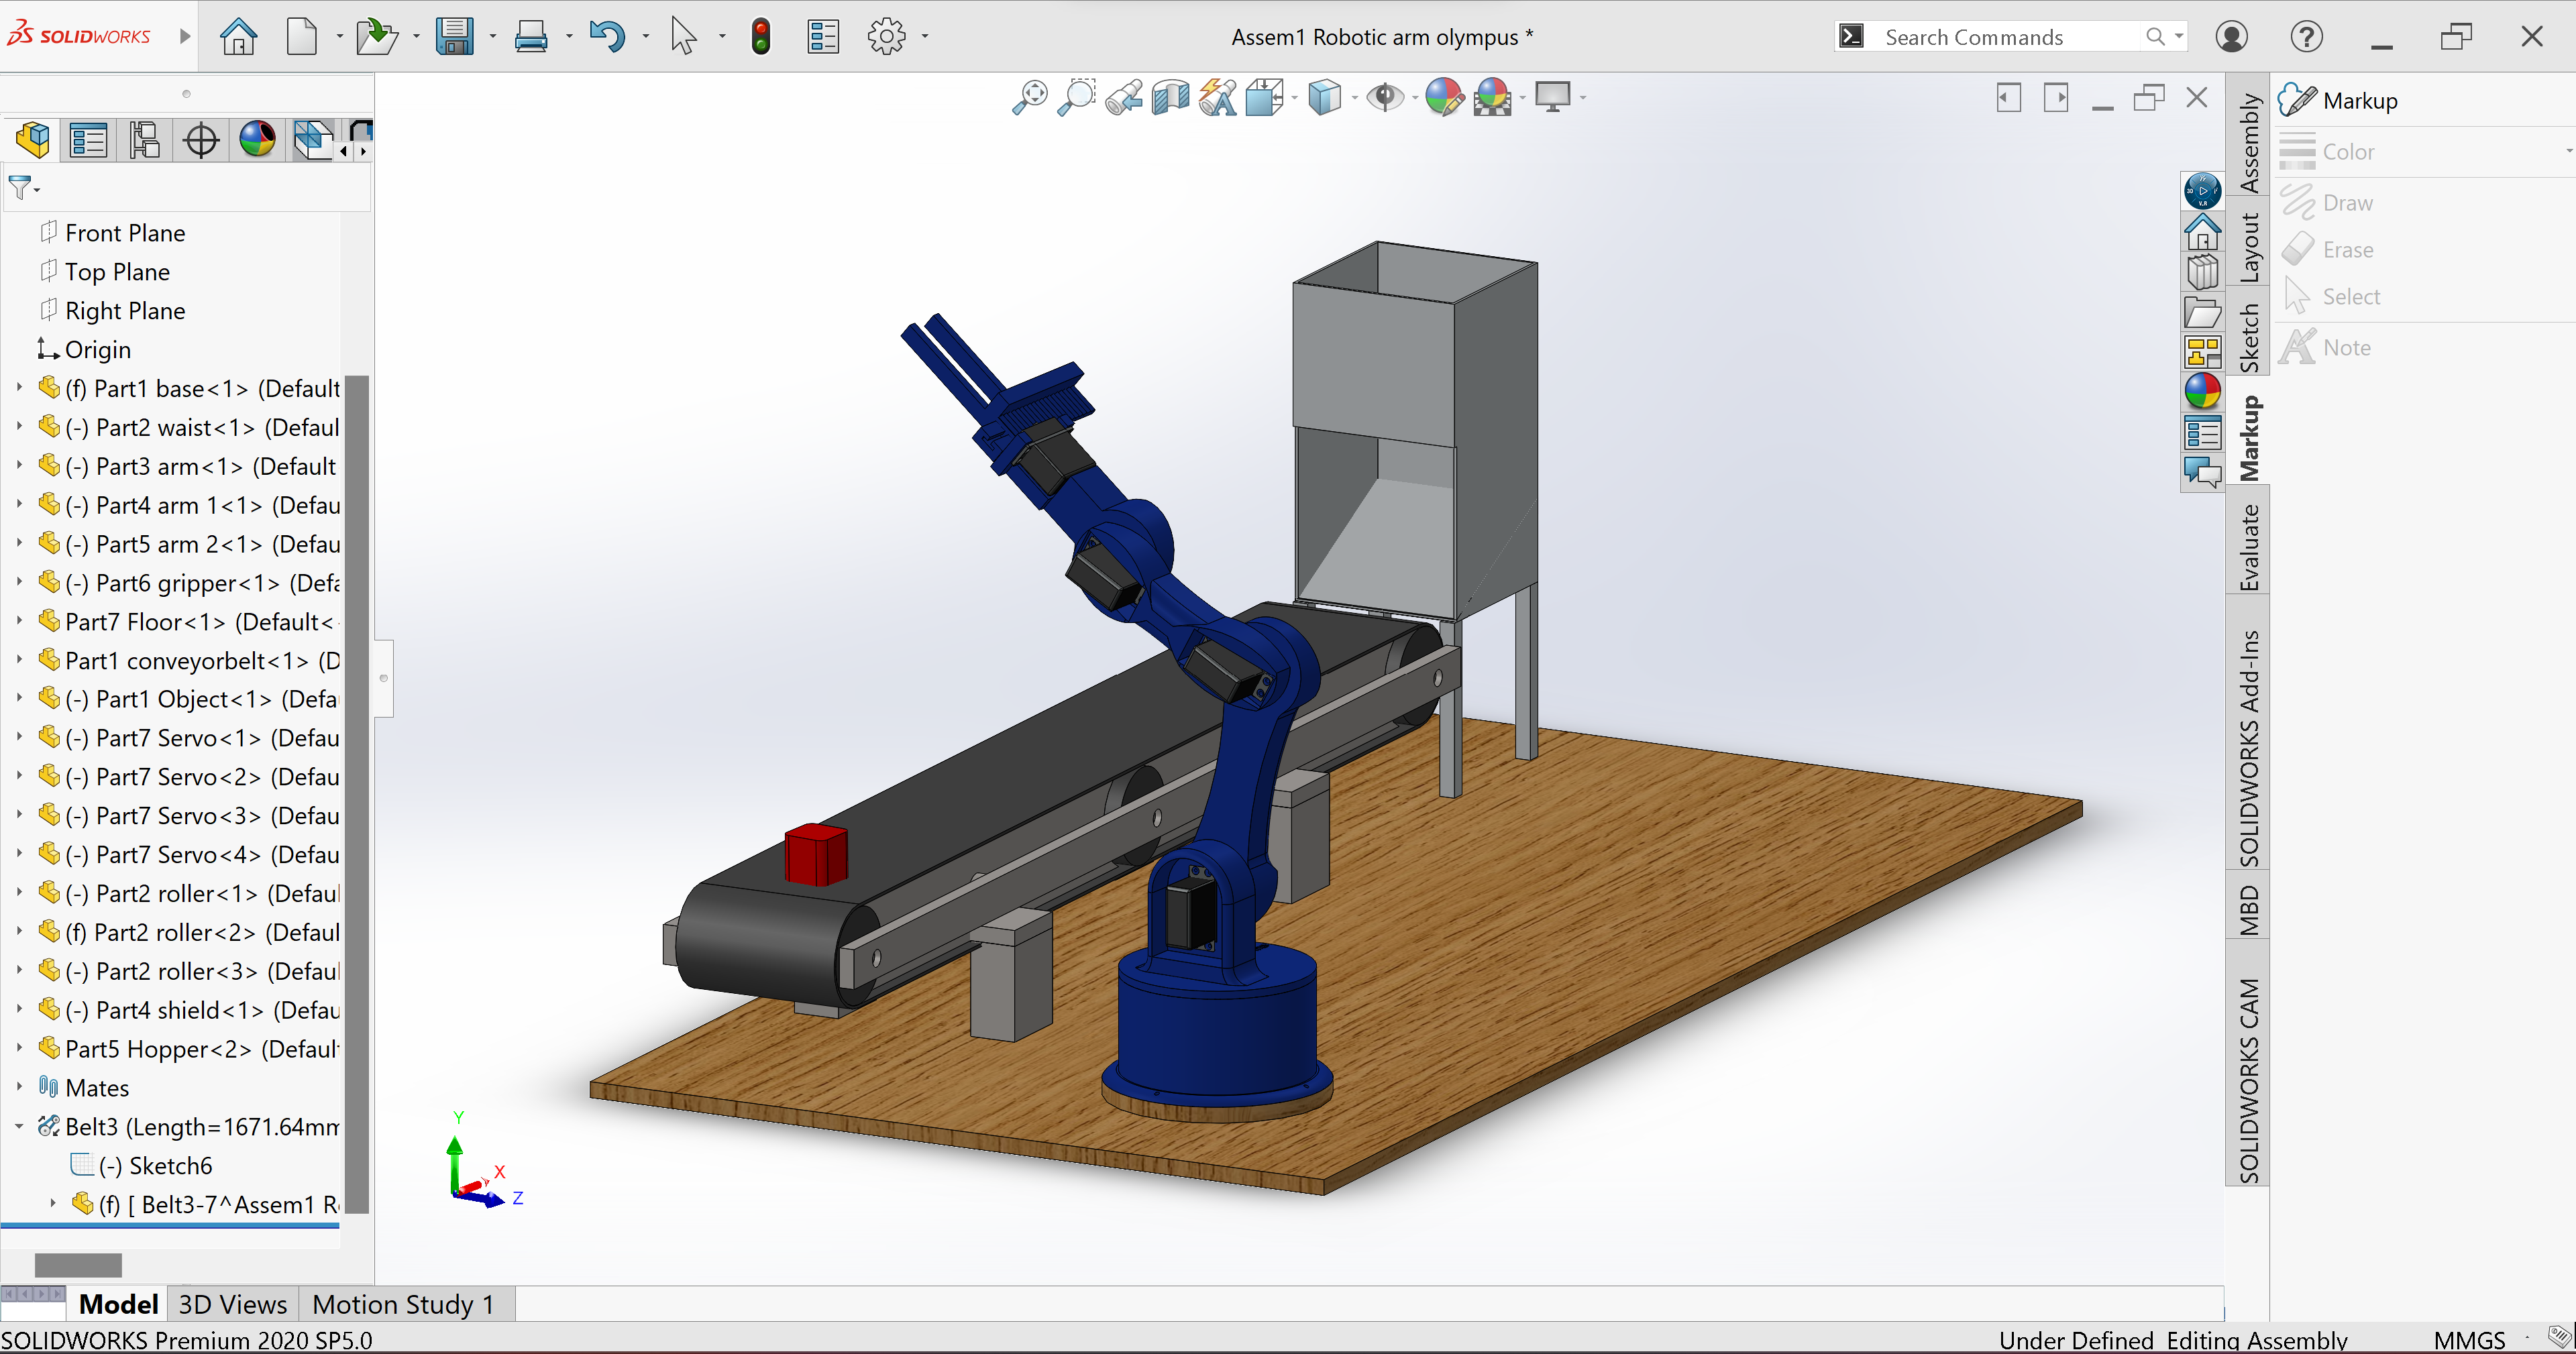 SOLIDWORKS
Assem1 Robotic arm olympus *
Search Commands
Front Plane
Top Plane
Right Plane
Origin
(f) Part1 base<1> (Default
(-) Part2 waist<1> (Defaul
(-) Part3 arm<1> (Default
(-) Part4 arm 1<1> (Defau
(-) Part5 arm 2<1> (Defau
(-) Part6 gripper<1> (Defa
Part7 Floor<1> (Default<
Part1 conveyorbelt<1> (D
(-) Part1 Object<1> (Defa
(-) Part7 Servo<1> (Defau
(-) Part7 Servo<2> (Defau
(-) Part7 Servo<3> (Defau
(-) Part7 Servo<4> (Defau
(-) Part2 roller<1> (Defaul
(f) Part2 roller<2> (Defaul
(-) Part2 roller<3> (Defaul
(-) Part4 shield<1> (Defau
Part5 Hopper<2> (Default
Mates
Belt3 (Length=1671.64mm
(-) Sketch6
(f) [ Belt3-7^Assem1 R
Y
X
Z
Assembly
Layout
Sketch
Markup
Evaluate
SOLIDWORKS Add-Ins
MBD
SOLIDWORKS CAM
Markup
Color
Draw
Erase
Select
Note
Model
3D Views
Motion Study 1
SOLIDWORKS Premium 2020 SP5.0
Under Defined
Editing Assembly
MMGS